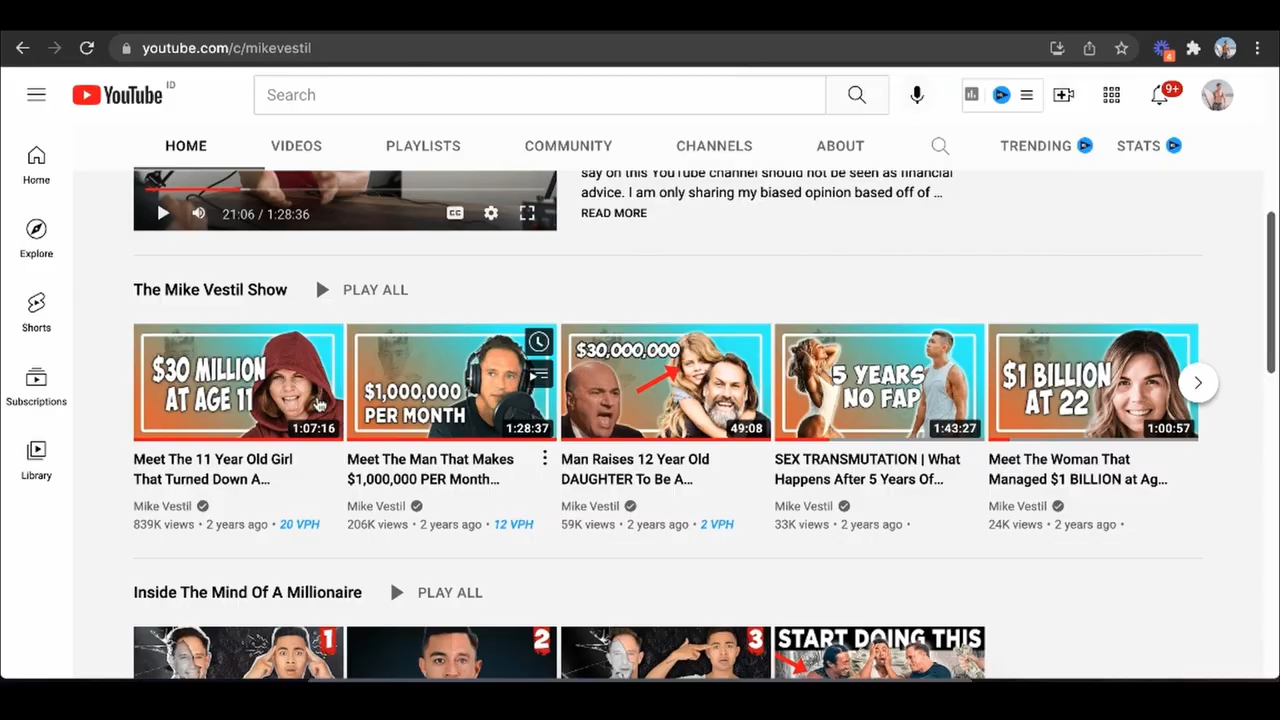 youtube.com/c/mikevestil
4
YouTube ID
Search
9+
HOME VIDEOS PLAYLISTS COMMUNITY CHANNELS ABOUT TRENDING STATS
Home
Explore
Shorts
Subscriptions
Library
say on this YouTube channel should not be seen as financial
advice. I am only sharing my biased opinion based off of ...
READ MORE
21:06 / 1:28:36
CC
The Mike Vestil Show PLAY ALL
$30 MILLION
AT AGE 11
1:07:16
$1,000,000
PER MONTH
1:28:37
$30,000,000
49:08
5 YEARS
NO FAP
1:43:27
$1 BILLION
AT 22
1:00:57
Meet The 11 Year Old Girl
That Turned Down A...
Mike Vestil
839K views • 2 years ago • 20 VPH
Meet The Man That Makes
$1,000,000 PER Month...
Mike Vestil
206K views • 2 years ago • 12 VPH
Man Raises 12 Year Old
DAUGHTER To Be A...
Mike Vestil
59K views • 2 years ago • 2 VPH
SEX TRANSMUTATION | What
Happens After 5 Years Of...
Mike Vestil
33K views • 2 years ago •
Meet The Woman That
Managed $1 BILLION at Ag...
Mike Vestil
24K views • 2 years ago •
Inside The Mind Of A Millionaire PLAY ALL
1
2
3
START DOING THIS